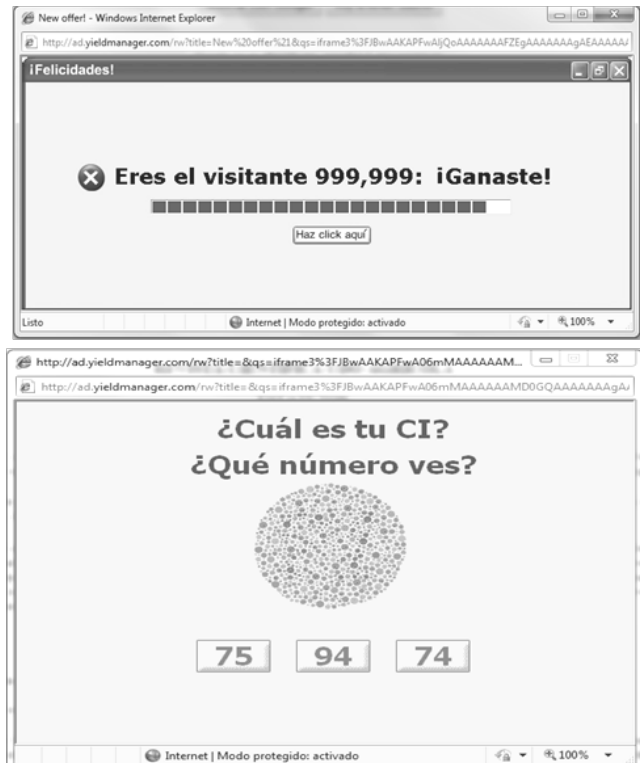 New offer! - Windows Internet Explorer
http://ad.yieldmanager.com/rw?title=New%20offer%21&qs=iframe3%3FJBwAAKAPFwAIjQoAAAAAAAFZEgAAAAAAAgAEAAAAA
¡Felicidades!
Eres el visitante 999,999: ¡Ganaste!
Haz click aquí
Listo Internet | Modo protegido: activado 100%
http://ad.yieldmanager.com/rw?title=&qs=iframe3%3FJBwAAKAPFwA06mMAAAAAAM...
http://ad.yieldmanager.com/rw?title=&qs=iframe3%3FJBwAAKAPFwA06mMAAAAAAMD0GQAAAAAAAgA
¿Cuál es tu CI?
¿Qué número ves?
75 94 74
Internet | Modo protegido: activado 100%